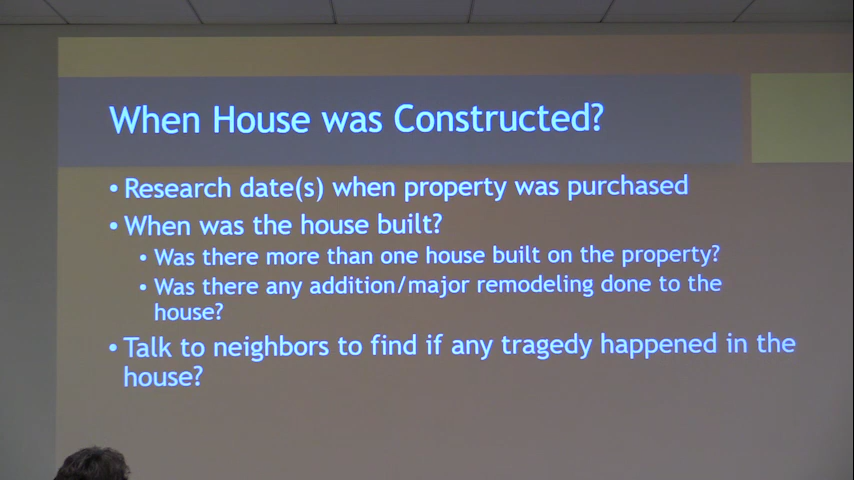 When House was Constructed?
• Research date(s) when property was purchased
• When was the house built?
• Was there more than one house built on the property?
• Was there any addition/major remodeling done to the
house?
• Talk to neighbors to find if any tragedy happened in the
house?